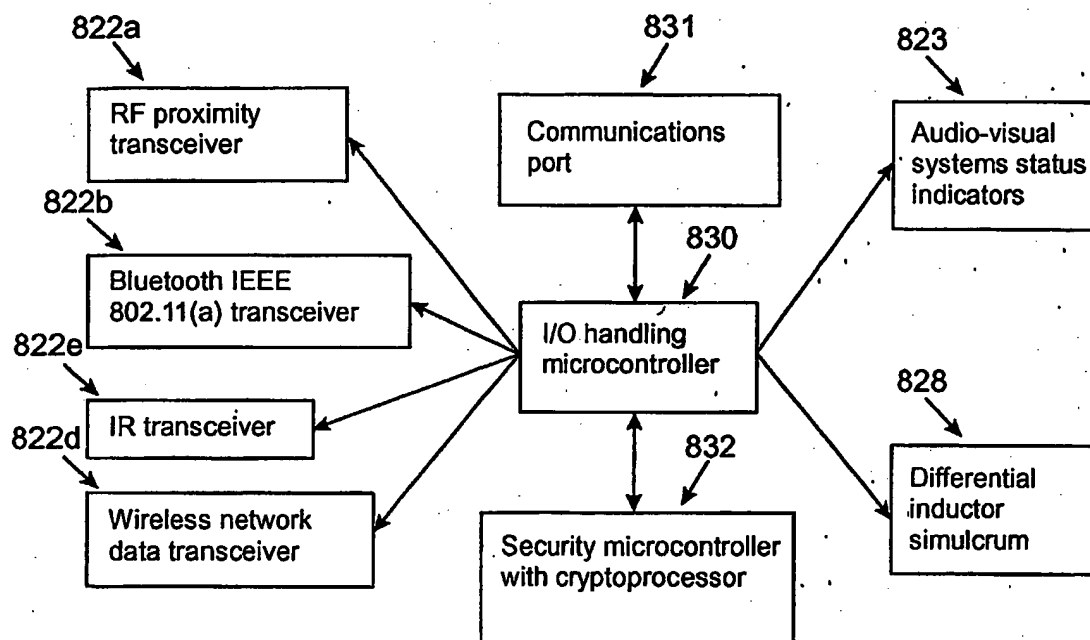 822a
RF proximity
transceiver
822b
Bluetooth IEEE
802.11(a) transceiver
822e
IR transceiver
822d
Wireless network
data transceiver
831
Communications
port
830
I/O handling
microcontroller
832
Security microcontroller
with cryptoprocessor
823
Audio-visual
systems status
indicators
828
Differential
inductor
simulcrum